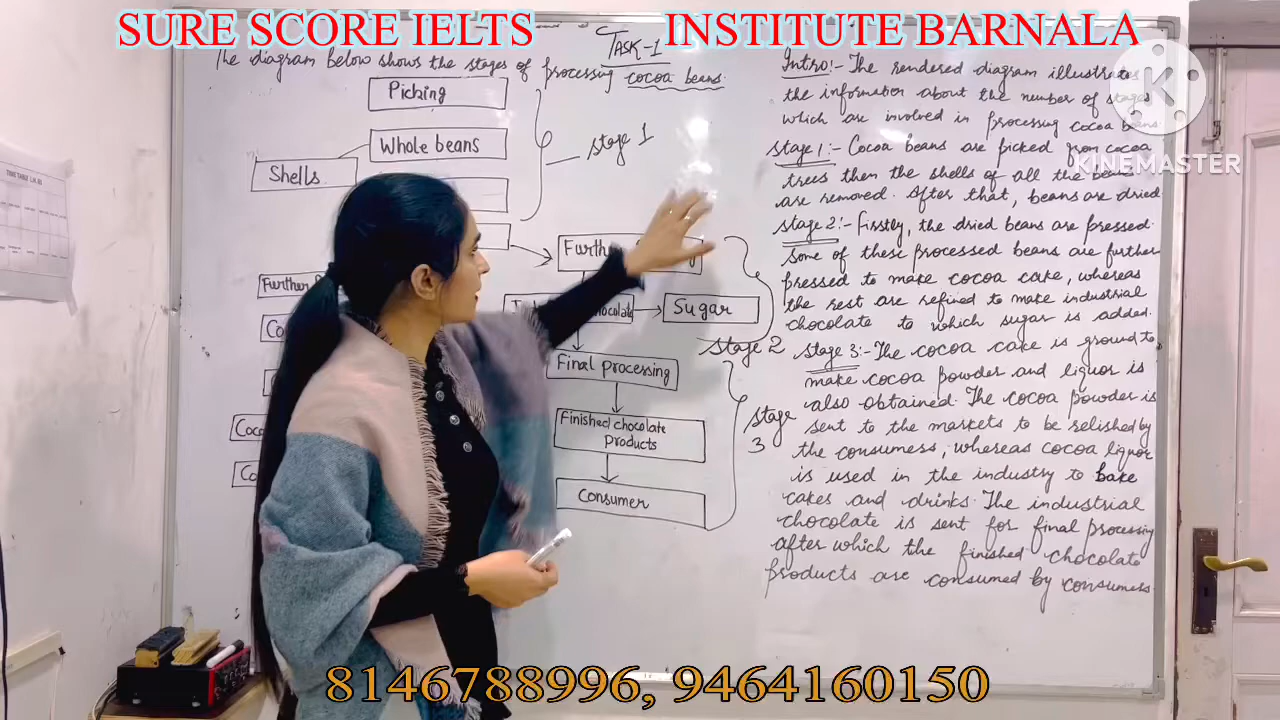 SURE SCORE IELTS INSTITUTE BARNALA
TASK-1
The diagram below shows the stages of processing cocoa beans.
Picking
Whole beans
Shells
stage 1
Further
Further
Sugar
stage 2
Final processing
Finished chocolate
products
Consumer
stage
3
Intro:- The rendered diagram illustrates
the information about the number of stages
which are involved in processing cocoa beans.
Stage 1:- Cocoa beans are picked from cocoa
trees then the shells of all the beans
are removed. After that, beans are dried
Stage 2:- Firstly, the dried beans are pressed.
Some of these processed beans are further
pressed to make cocoa cake, whereas
the rest are refined to make industrial
chocolate to which sugar is added.
Stage 3:- The cocoa cake is ground to
make cocoa powder and liquor is
also obtained. The cocoa powder is
sent to the markets to be relished by
the consumers, whereas cocoa liquor
is used in the industry to bake
cakes and drinks. The industrial
chocolate is sent for final processing
after which the finished chocolate
products are consumed by consumers.
KINEMASTER
8146788996, 9464160150